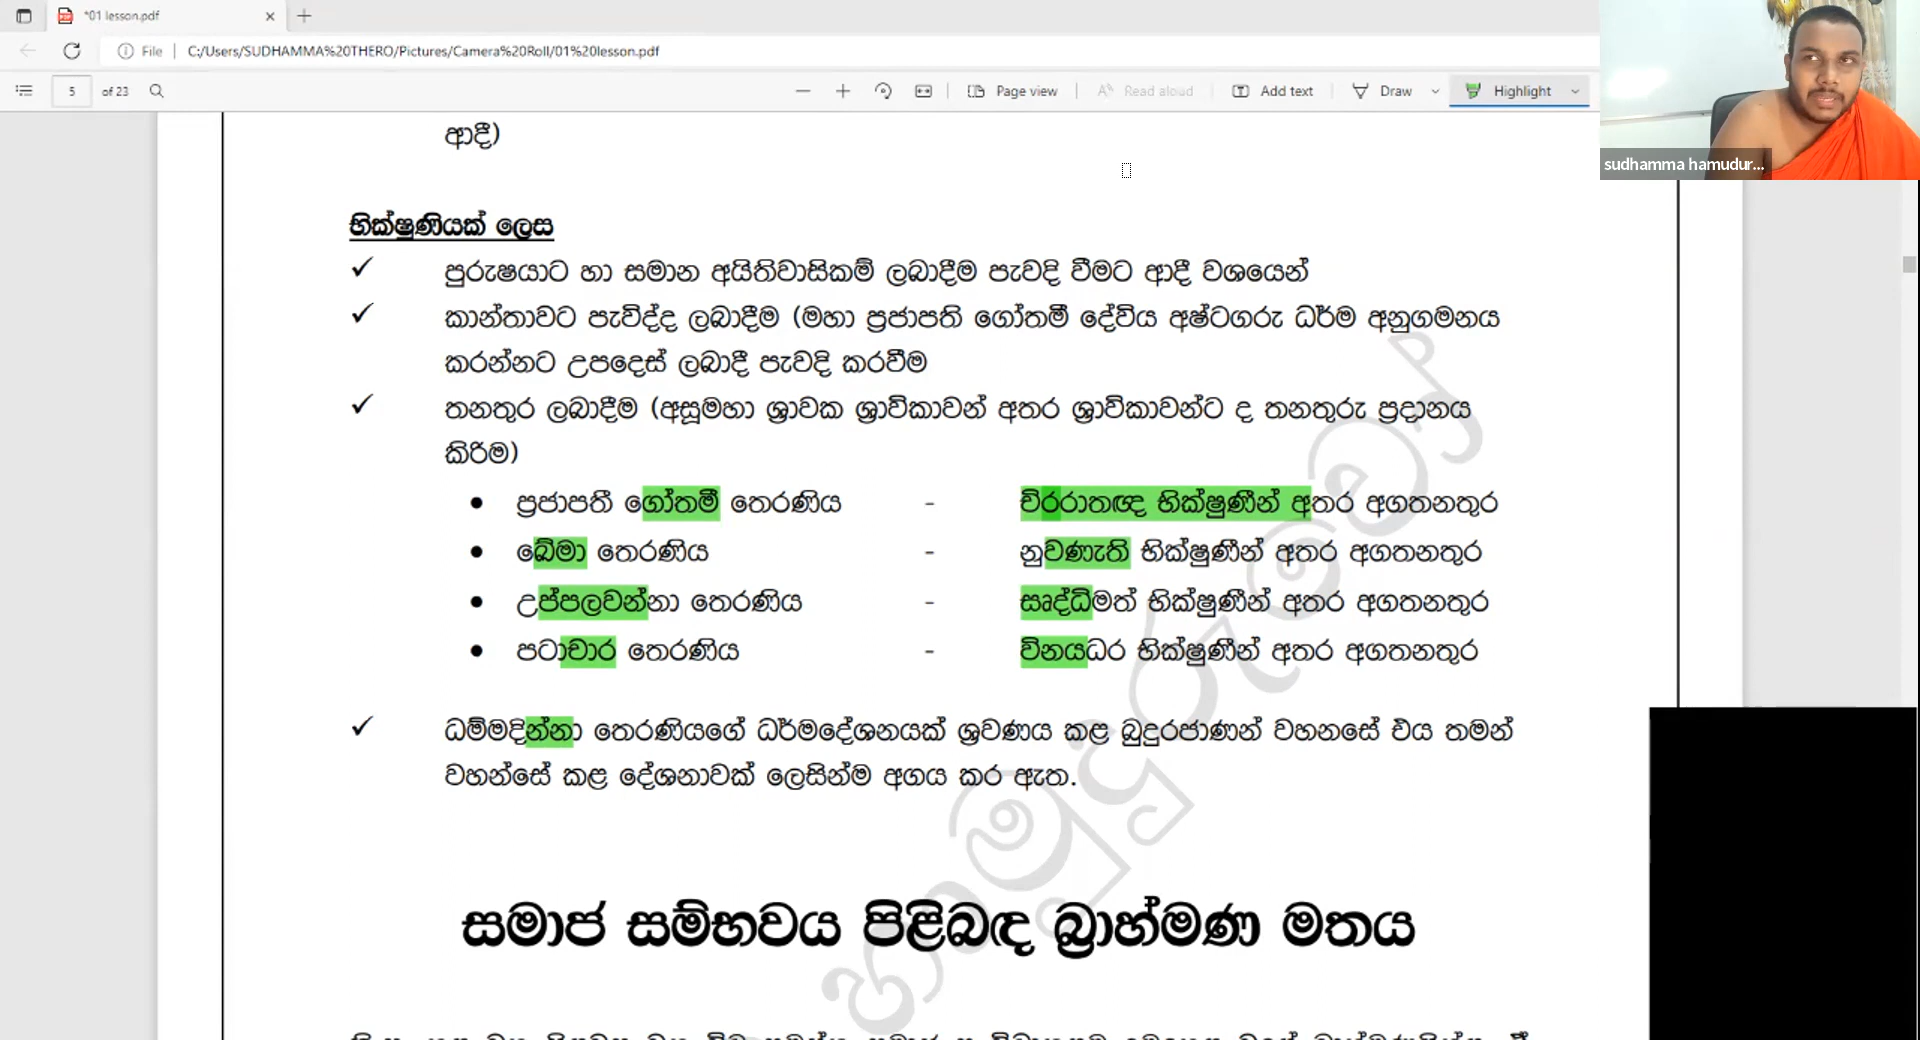 *01 lesson.pdf
File
C:/Users/SUDHAMMA%20THERO/Pictures/Camera%20Roll/01%20lesson.pdf
5 of 23
Page view
Read aloud
Add text
Draw
Highlight
sudhamma hamudur...
ආදී)
භික්ෂුණියක් ලෙස
✓ පුරුෂයාට හා සමාන අයිතිවාසිකම් ලබාදීම පැවදි වීමට ආදී වශයෙන්
✓ කාන්තාවට පැවිද්ද ලබාදීම (මහා ප්‍රජාපති ගෝතමී දේවිය අෂ්ටගරු ධර්ම අනුගමනය
කරන්නට උපදෙස් ලබාදී පැවදි කරවීම
✓ තනතුර ලබාදීම (අසූමහා ශ්‍රාවක ශ්‍රාවිකාවන් අතර ශ්‍රාවිකාවන්ට ද තනතුරු ප්‍රදානය
කිරිම)
• ප්‍රජාපතී ගෝතමී තෙරණිය - චිරරාතඥ භික්ෂුණීන් අතර අගතනතුර
• ඛේමා තෙරණිය - නුවණැති භික්ෂුණීන් අතර අගතනතුර
• උප්පලවන්නා තෙරණිය - සෘද්ධිමත් භික්ෂුණීන් අතර අගතනතුර
• පටාචාර තෙරණිය - විනයධර භික්ෂුණීන් අතර අගතනතුර
✓ ධම්මදින්නා තෙරණියගේ ධර්මදේශනයක් ශ්‍රවණය කළ බුදුරජාණන් වහනසේ එය තමන්
වහන්සේ කළ දේශනාවක් ලෙසින්ම අගය කර ඇත.
හාමුදුරුවෝ
සමාජ සම්භවය පිළිබඳ බ්‍රාහ්මණ මතය